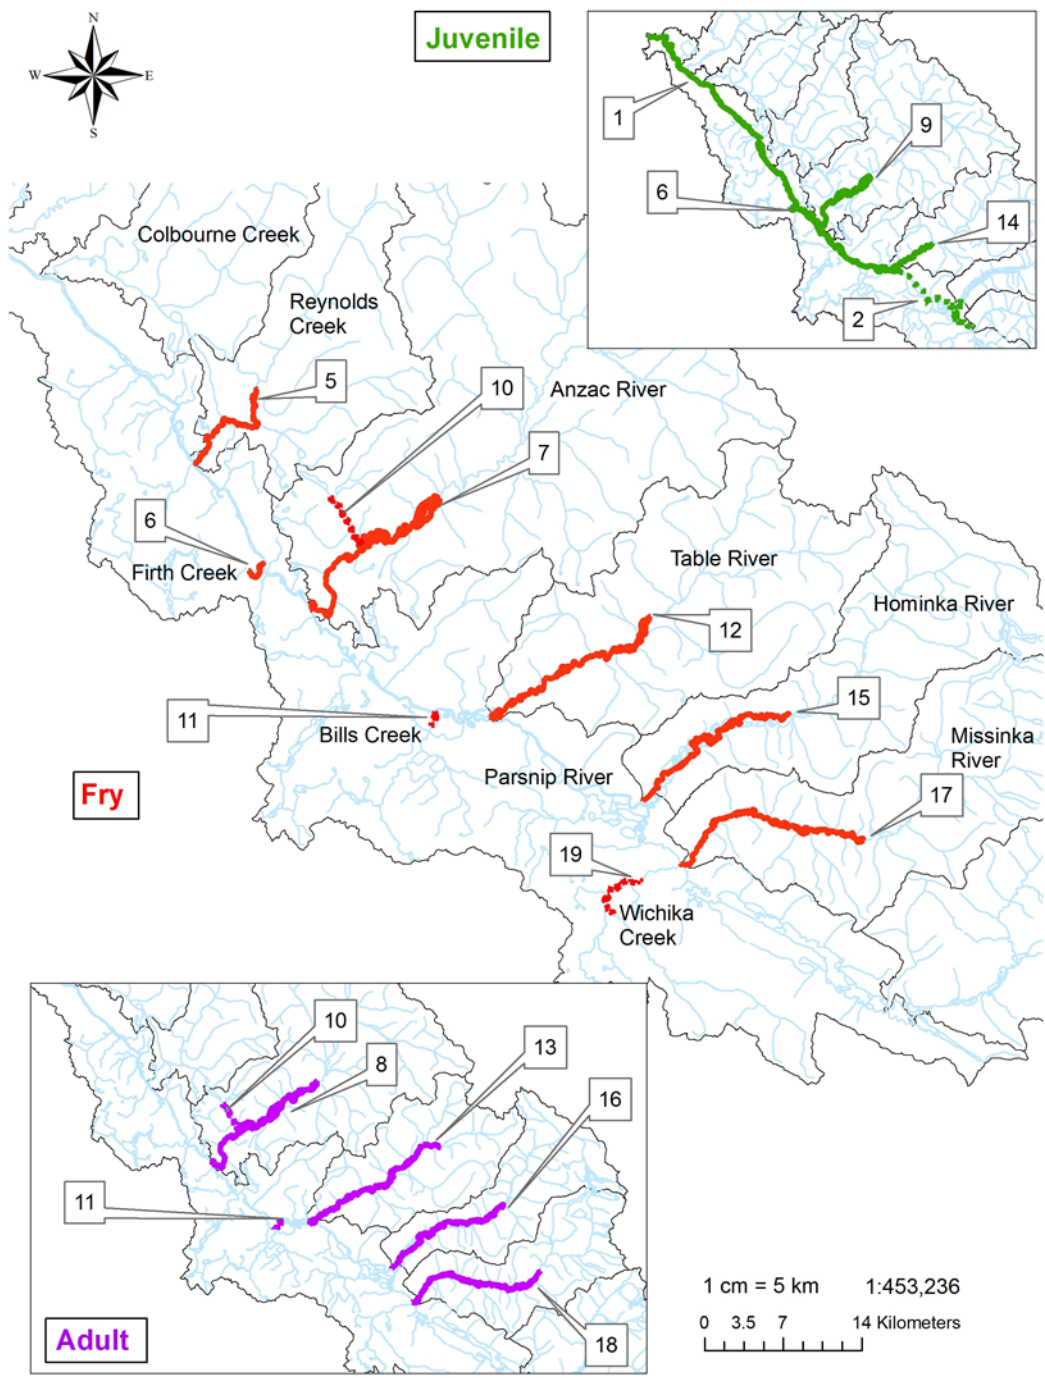 N
W
E
S
Juvenile
1
9
6
14
2
Colbourne Creek
Reynolds
Creek
5
10
Anzac River
7
6
Firth Creek
Table River
Hominka River
12
15
11
Bills Creek
Missinka
River
Parsnip River
Fry
17
19
Wichika
Creek
10
13
8
16
11
18
Adult
1 cm = 5 km
1:453,236
0 3.5 7 14 Kilometers